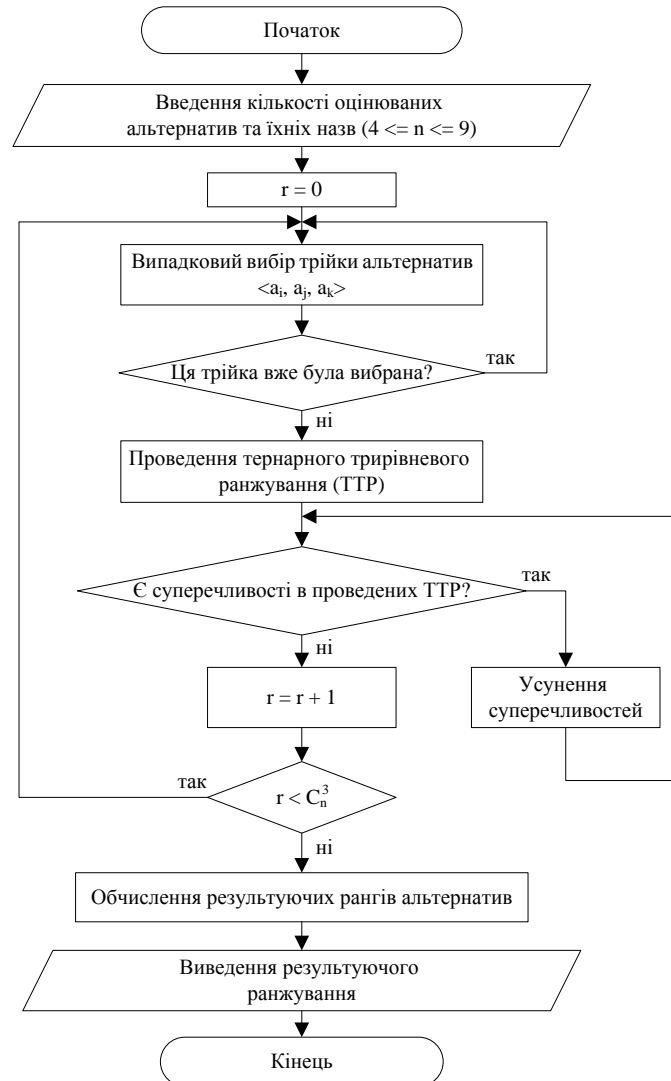 Початок
Введення кількості оцінюваних
альтернатив та їхніх назв (4 <= n <= 9)
r = 0
Випадковий вибір трійки альтернатив
<aᵢ, aⱼ, aₖ>
так
Ця трійка вже була вибрана?
ні
Проведення тернарного трирівневого
ранжування (ТТР)
так
Є суперечливості в проведених ТТР?
ні
r = r + 1
Усунення
суперечливостей
так
r < C³ₙ
ні
Обчислення результуючих рангів альтернатив
Виведення результуючого
ранжування
Кінець